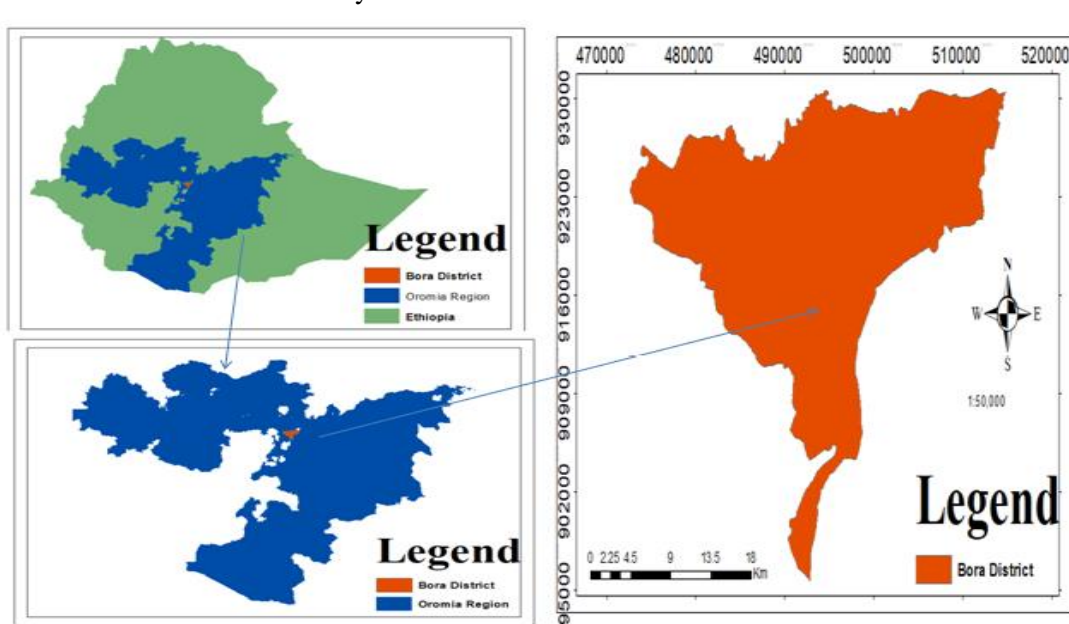 y
Legend
Bora District
Oromia Region
Ethiopia
Legend
Bora District
Oromia Region
470000 480000 490000 500000 510000 520000
930000
923000
916000
909000
902000
N
W E
S
1:50,000
Legend
Bora District
0 2.25 4.5 9 13.5 18
Km